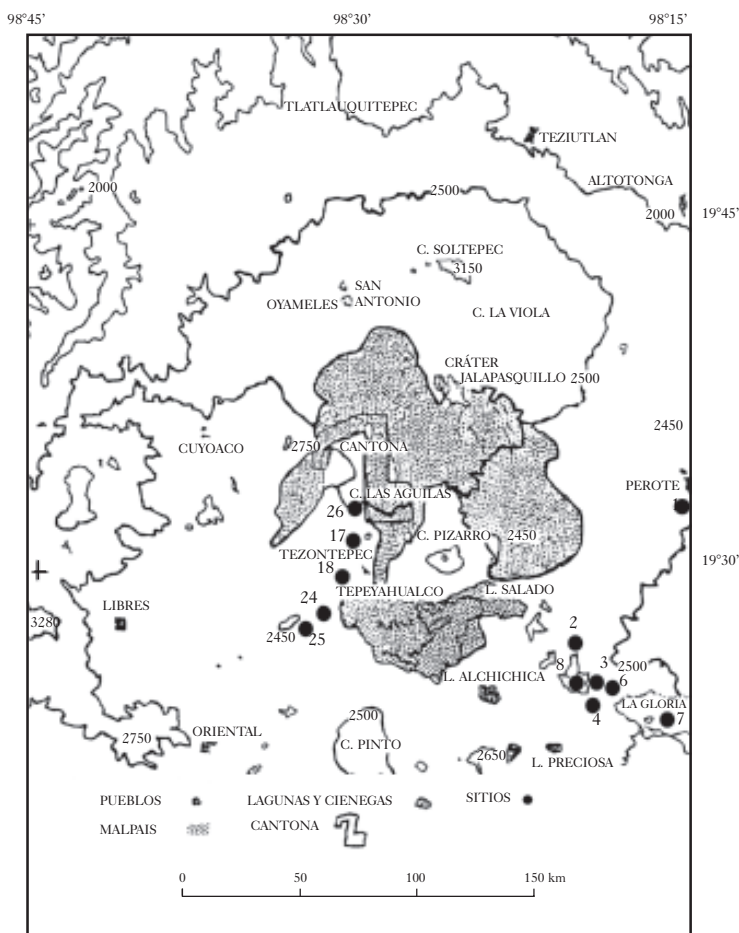 98°45' 98°30' 98°15'
TLATLAUQUITEPEC
TEZIUTLAN
ALTOTONGA
2000 2500
2000 19°45'
C. SOLTEPEC
3150
SAN
OYAMELES ANTONIO
C. LA VIOLA
CRÁTER
JALAPASQUILLO 2500
2450
CUYOACO 2750 CANTONA
PEROTE
C. LAS AGUILAS
26
17 C. PIZARRO 2450
TEZONTEPEC 19°30'
18
TEPEYAHUALCO L. SALADO
LIBRES 24
3280 2450 25 2
8 3 2500
L. ALCHICHICA 6
LA GLORIA
4 7
2500
ORIENTAL
2750 C. PINTO
2650 L. PRECIOSA
PUEBLOS LAGUNAS Y CIENEGAS SITIOS
MALPAIS CANTONA
0 50 100 150 km